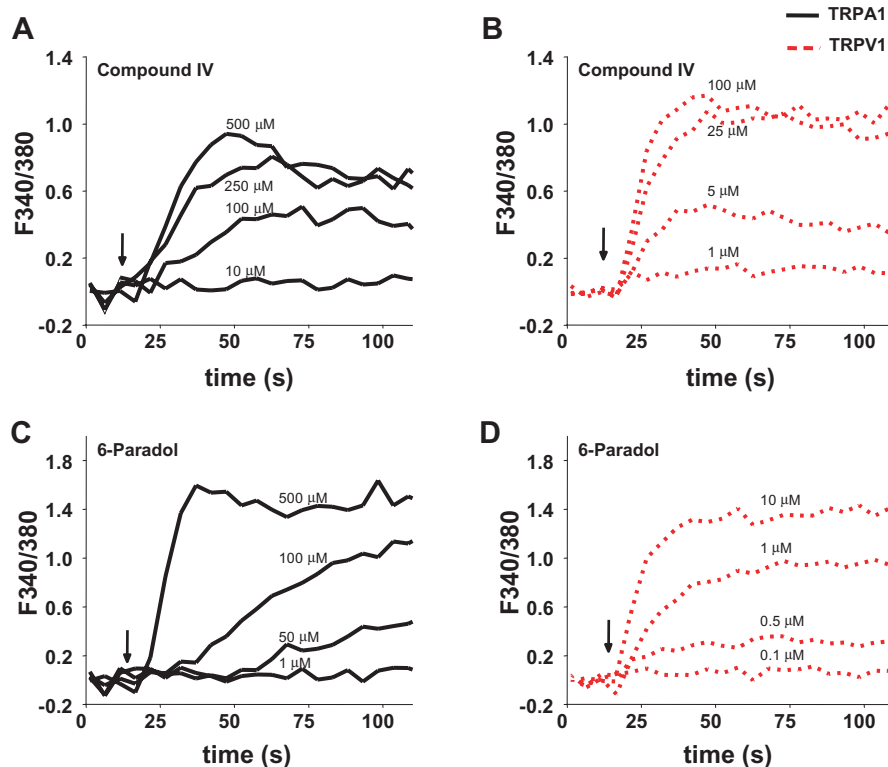 TRPA1
TRPV1
A
Compound IV
F340/380
1.4
1.0
0.6
0.2
-0.2
500 µM
250 µM
100 µM
10 µM
0
25
50
75
100
time (s)
B
Compound IV
F340/380
1.4
1.0
0.6
0.2
-0.2
100 µM
25 µM
5 µM
1 µM
0
25
50
75
100
time (s)
C
6-Paradol
F340/380
1.8
1.4
1.0
0.6
0.2
-0.2
500 µM
100 µM
50 µM
1 µM
0
25
50
75
100
time (s)
D
6-Paradol
F340/380
1.8
1.4
1.0
0.6
0.2
-0.2
10 µM
1 µM
0.5 µM
0.1 µM
0
25
50
75
100
time (s)